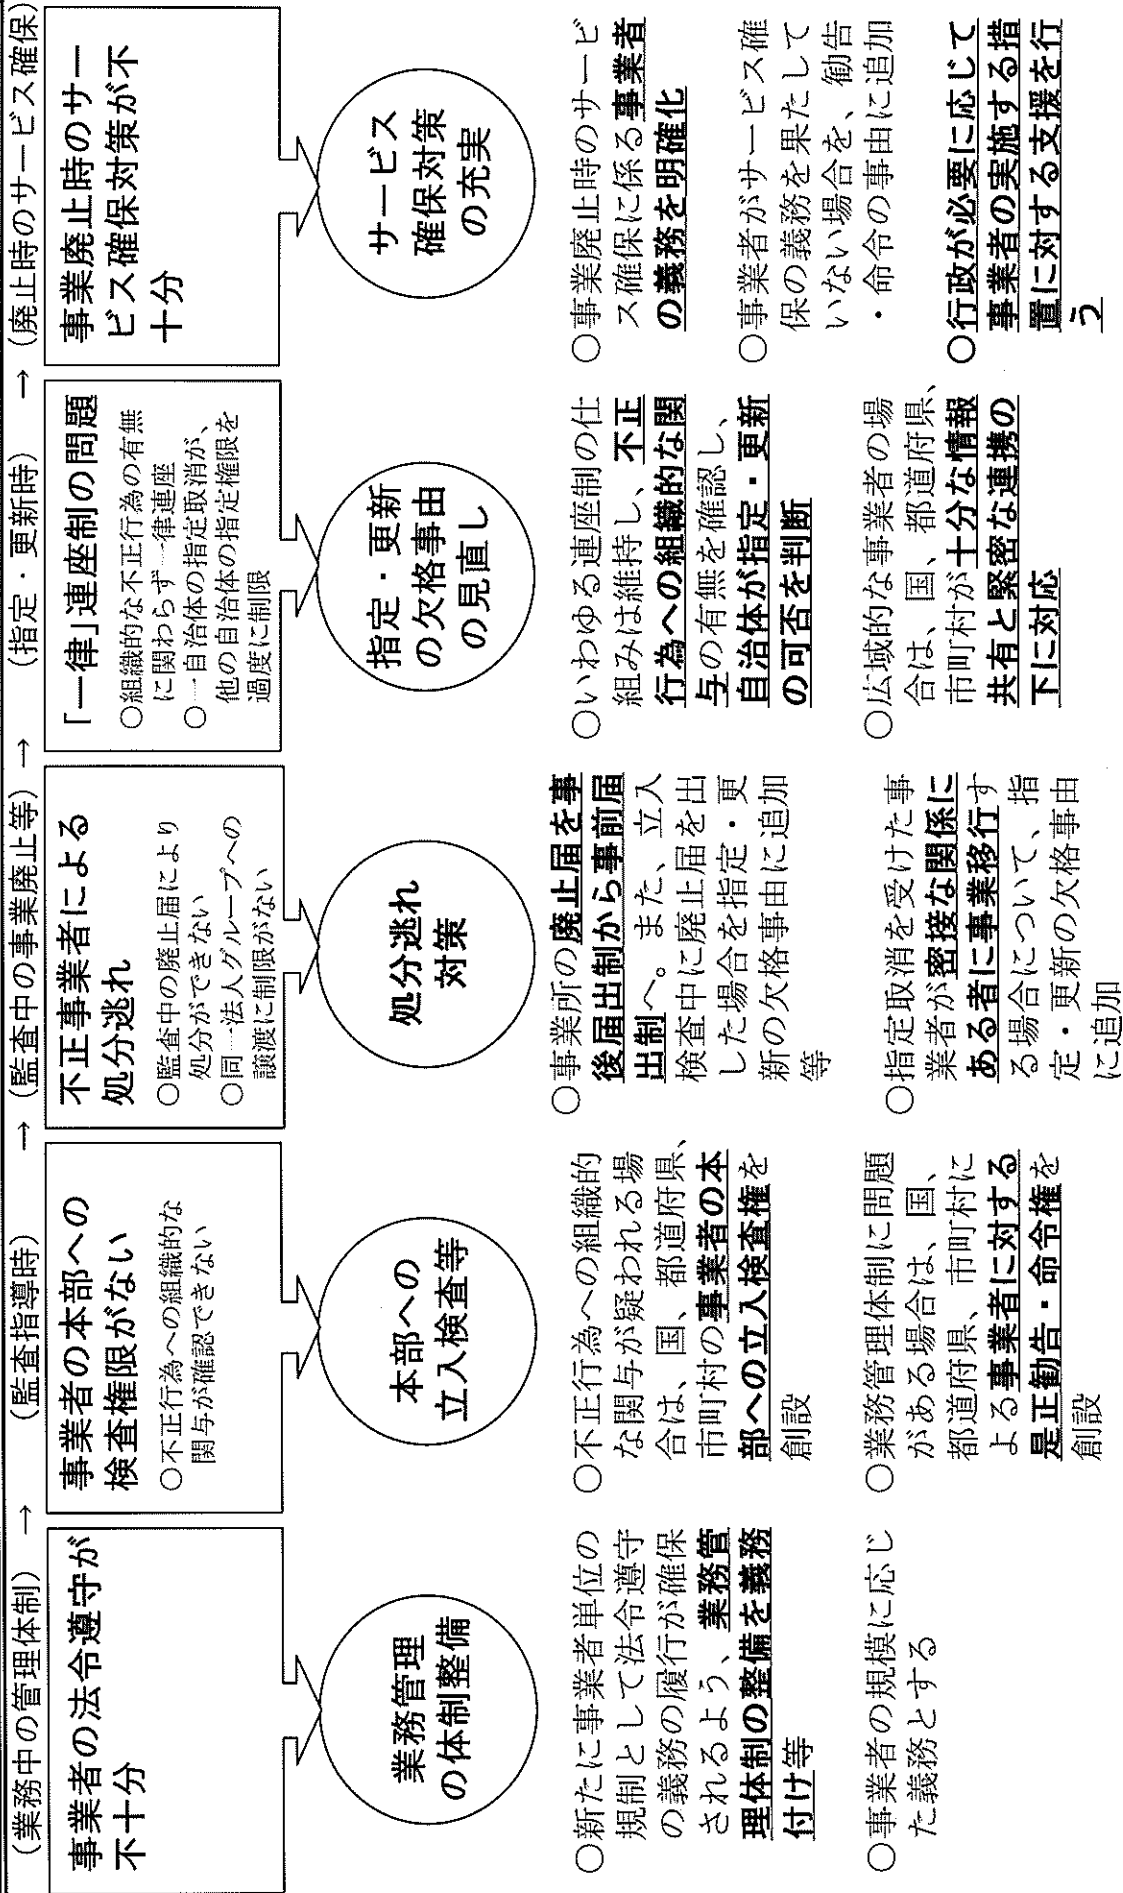 (業務中の管理体制) → (監査指導時) → (監査中の事業廃止等) → (指定・更新時) → (廃止時のサービス確保)
事業者の法令遵守が
不十分
業務管理
の体制整備
○新たに事業者単位の
規制として法令遵守
の義務の履行が確保
されるよう、業務管
理体制の整備を義務
付け等
○事業者の規模に応じ
た義務とする
事業者の本部への
検査権限がない
○不正行為への組織的な
関与が確認できない
本部への
立入検査等
○不正行為への組織的
な関与が疑われる場
合は、国、都道府県、
市町村の事業者の本
部への立入検査権を
創設
○業務管理体制に問題
がある場合は、国、
都道府県、市町村に
よる事業者に対する
是正勧告・命令権を
創設
不正事業者による
処分逃れ
○監査中の廃止届により
処分ができない
○同一法人グループへの
譲渡に制限がない
処分逃れ
対策
○事業所の廃止届を事
後届出制から事前届
出制へ。また、立入
検査中に廃止届を出
した場合を指定・更
新の欠格事由に追加
等
○指定取消を受けた事
業者が密接な関係に
ある者に事業移行す
る場合について、指
定・更新の欠格事由
に追加
「一律」連座制の問題
○組織的な不正行為の有無
に関わらず一律連座
○一自治体の指定取消が、
他の自治体の指定権限を
過度に制限
指定・更新
の欠格事由
の見直し
○いわゆる連座制の仕
組みは維持し、不正
行為への組織的な関
与の有無を確認し、
自治体が指定・更新
の可否を判断
○広域的な事業者の場
合は、国、都道府県、
市町村が十分な情報
共有と緊密な連携の
下に対応
事業廃止時のサー
ビス確保対策が不
十分
サービス
確保対策
の充実
○事業廃止時のサービ
ス確保に係る事業者
の義務を明確化
○事業者がサービス確
保の義務を果たして
いない場合を、勧告
・命令の事由に追加
○行政が必要に応じて
事業者の実施する措
置に対する支援を行
う